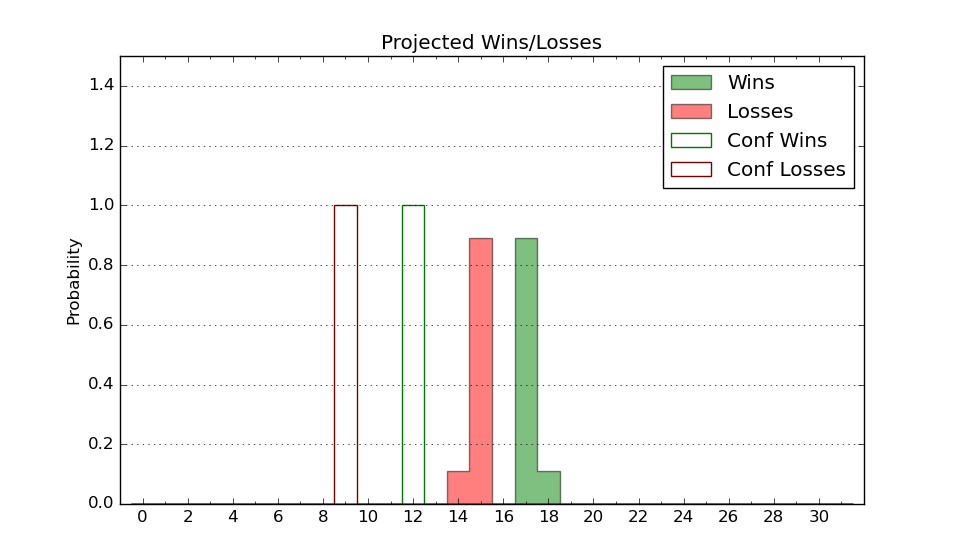 Projected Wins/Losses
Wins
Losses
Conf Wins
Conf Losses
Probability
1.4
1.2
1.0
0.8
0.6
0.4
0.2
0.0
0 2 4 6 8 10 12 14 16 18 20 22 24 26 28 30